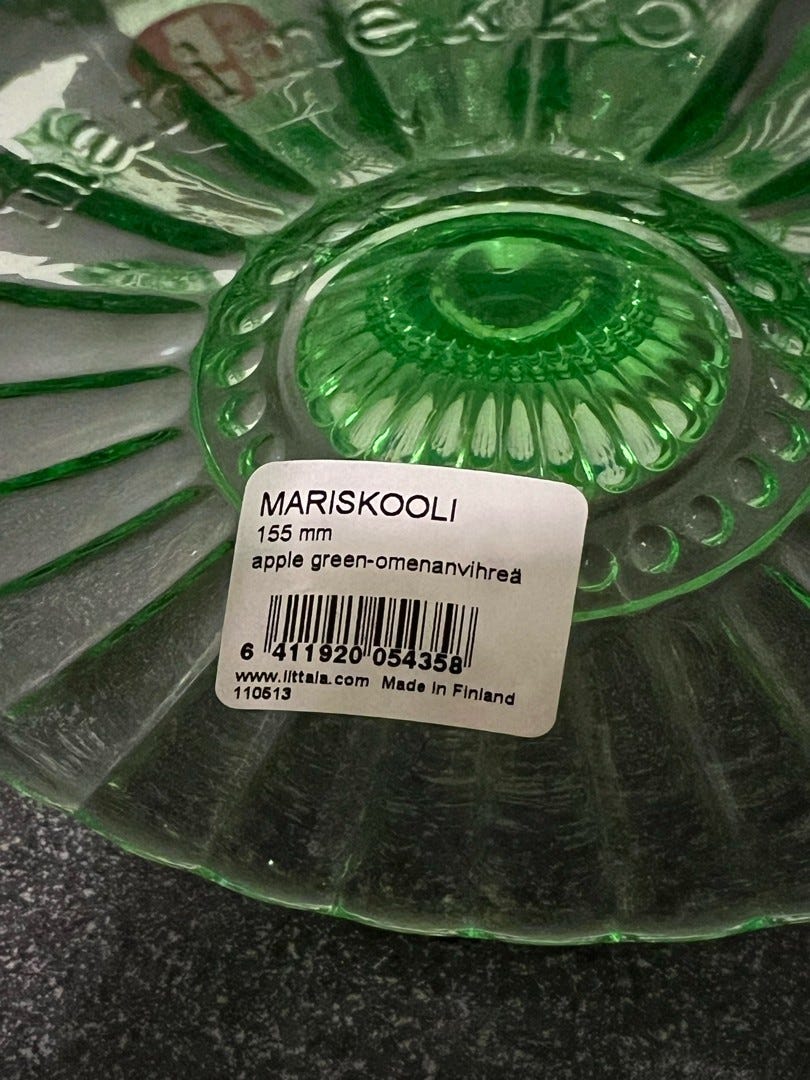 MARISKOOLI
155 mm
apple green-omenanvihreä
6 411920 054358
www.iittala.com Made in Finland
110513